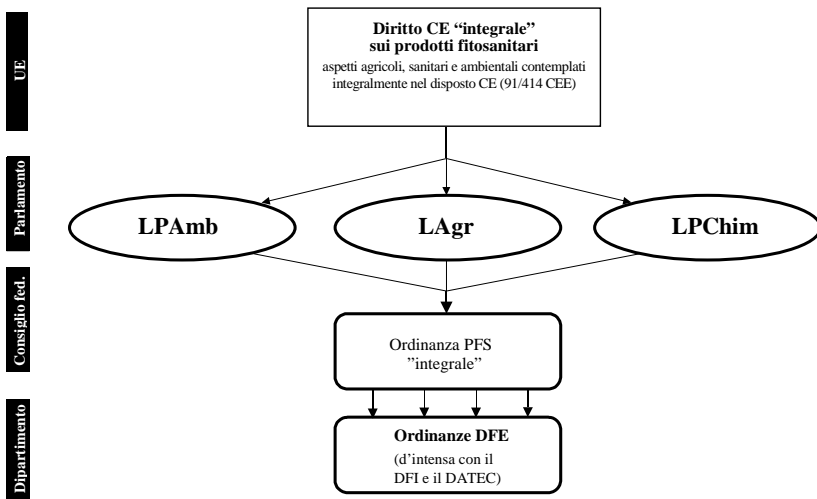 UE
Diritto CE “integrale”
sui prodotti fitosanitari
aspetti agricoli, sanitari e ambientali contemplati
integralmente nel disposto CE (91/414 CEE)
Parlamento
LPAmb
LAgr
LPChim
Consiglio fed.
Ordinanza PFS
”integrale”
Dipartimento
Ordinanze DFE
(d’intensa con il
DFI e il DATEC)